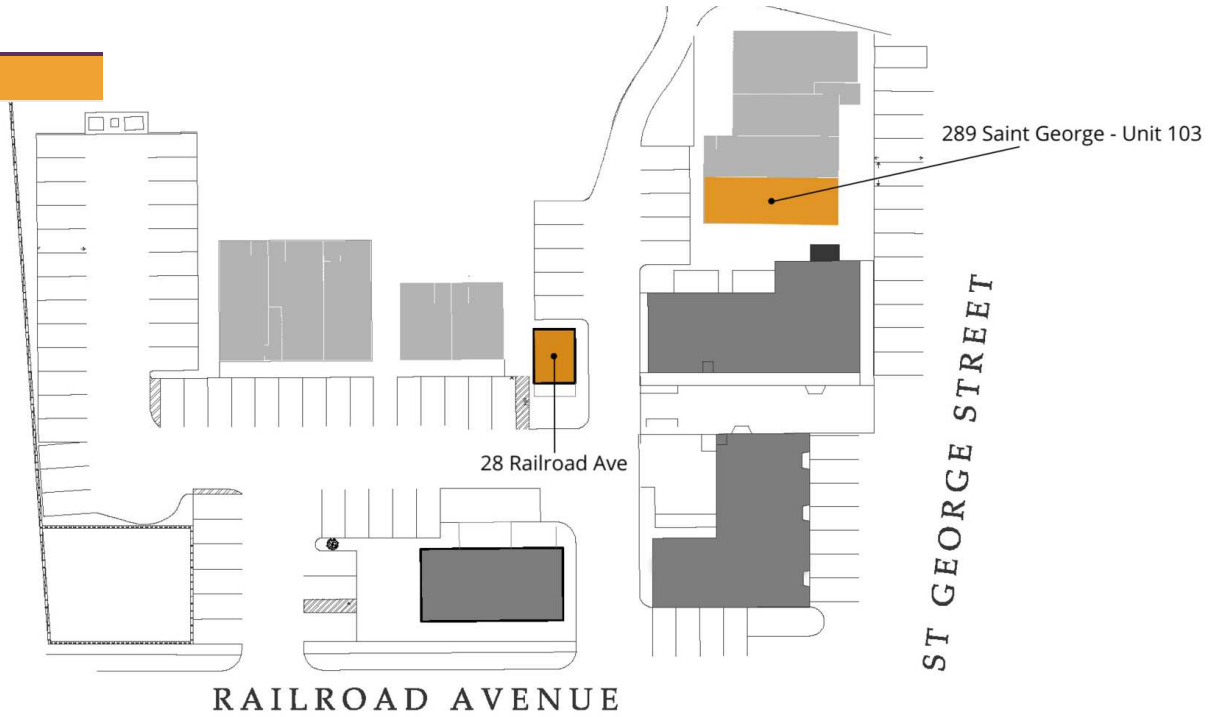 289 Saint George - Unit 103
28 Railroad Ave
ST GEORGE STREET
RAILROAD AVENUE